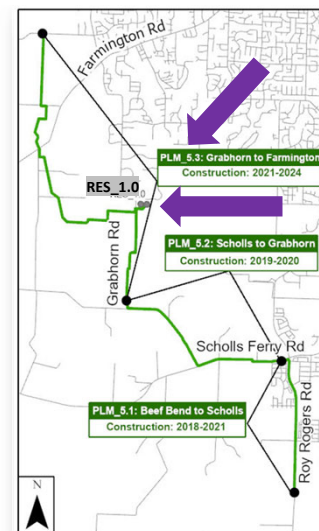 Farmington Rd
PLM_5.3: Grabhorn to Farmington
Construction: 2021-2024
RES_1.0
PLM_5.2: Scholls to Grabhorn
Construction: 2019-2020
Grabhorn Rd
Scholls Ferry Rd
PLM_5.1: Beef Bend to Scholls
Construction: 2018-2021
Roy Rogers Rd
N